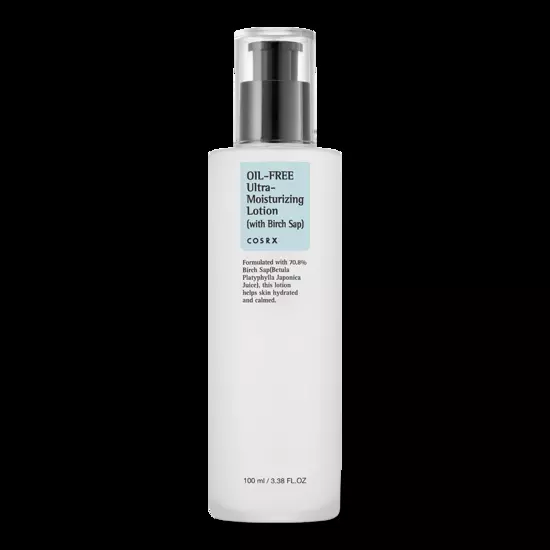 OIL-FREE
Ultra-
Moisturizing
Lotion
(with Birch Sap)
COSRX
Formulated with 70.8%
Birch Sap(Betula
Platyphylla Japonica
Juice), this lotion
helps skin hydrated
and calmed.
100 ml / 3.38 FL.OZ